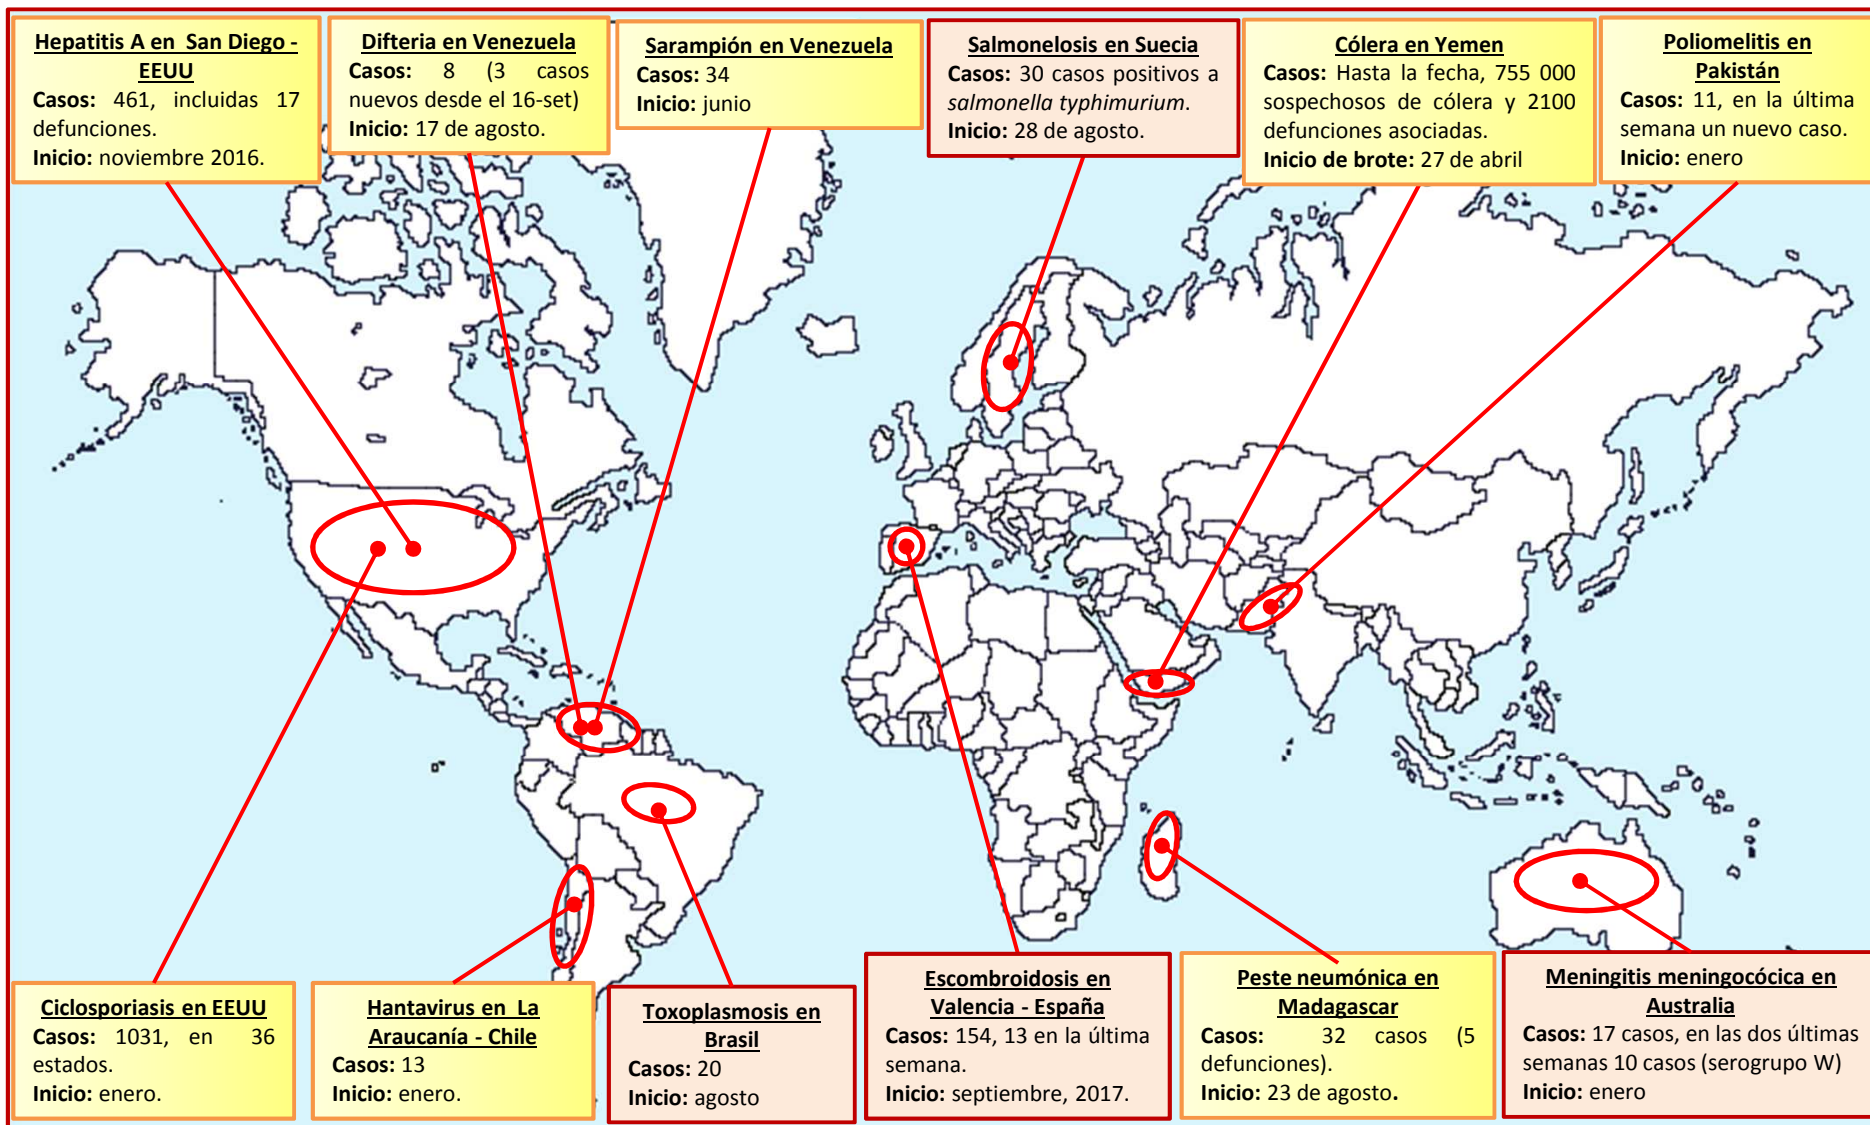 Hepatitis A en San Diego -
EEUU
Casos: 461, incluidas 17
defunciones.
Inicio: noviembre 2016.
Difteria en Venezuela
Casos: 8 (3 casos
nuevos desde el 16-set)
Inicio: 17 de agosto.
Sarampión en Venezuela
Casos: 34
Inicio: junio
Salmonelosis en Suecia
Casos: 30 casos positivos a
salmonella typhimurium.
Inicio: 28 de agosto.
Cólera en Yemen
Casos: Hasta la fecha, 755 000
sospechosos de cólera y 2100
defunciones asociadas.
Inicio de brote: 27 de abril
Poliomelitis en
Pakistán
Casos: 11, en la última
semana un nuevo caso.
Inicio: enero
Ciclosporiasis en EEUU
Casos: 1031, en 36
estados.
Inicio: enero.
Hantavirus en La
Araucanía - Chile
Casos: 13
Inicio: enero.
Toxoplasmosis en
Brasil
Casos: 20
Inicio: agosto
Escombroidosis en
Valencia - España
Casos: 154, 13 en la última
semana.
Inicio: septiembre, 2017.
Peste neumónica en
Madagascar
Casos: 32 casos (5
defunciones).
Inicio: 23 de agosto.
Meningitis meningocócica en
Australia
Casos: 17 casos, en las dos últimas
semanas 10 casos (serogrupo W)
Inicio: enero